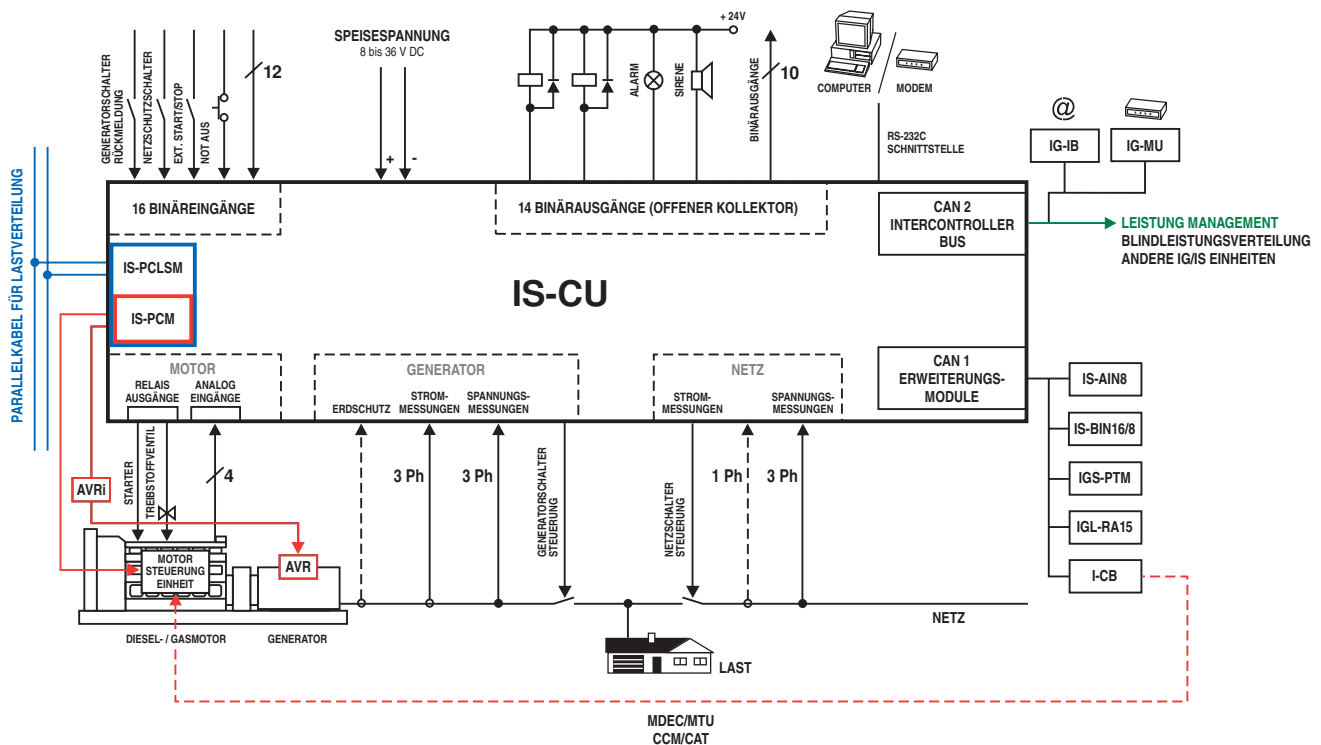 + 24V
SPEISESPANNUNG
8 bis 36 V DC
12
GENERATORSCHALTER
RÜCKMELDUNG
NETZSCHUTZSCHALTER
EXT. START/STOP
NOT AUS
+
-
ALARM
SIRENE
BINÄRAUSGÄNGE
10
COMPUTER
MODEM
RS-232C
SCHNITTSTELLE
@
IG-IB
IG-MU
PARALLELKABEL FÜR LASTVERTEILUNG
16 BINÄREINGÄNGE
14 BINÄRAUSGÄNGE (OFFENER KOLLEKTOR)
CAN 2
INTERCONTROLLER
BUS
LEISTUNG MANAGEMENT
BLINDLEISTUNGSVERTEILUNG
ANDERE IG/IS EINHEITEN
IS-PCLSM
IS-PCM
IS-CU
MOTOR
RELAIS
AUSGÄNGE
ANALOG
EINGÄNGE
GENERATOR
ERDSCHUTZ
STROM-
MESSUNGEN
SPANNUNGS-
MESSUNGEN
NETZ
STROM-
MESSUNGEN
SPANNUNGS-
MESSUNGEN
CAN 1
ERWEITERUNGS-
MODULE
IS-AIN8
IS-BIN16/8
IGS-PTM
IGL-RA15
I-CB
AVRi
STARTER
TREIBSTOFFVENTIL
4
3 Ph
3 Ph
GENERATORSCHALTER
STEUERUNG
NETZSCHALTER
STEUERUNG
1 Ph
3 Ph
MOTOR
STEUERUNG
EINHEIT
AVR
DIESEL- / GASMOTOR
GENERATOR
NETZ
LAST
MDEC/MTU
CCM/CAT